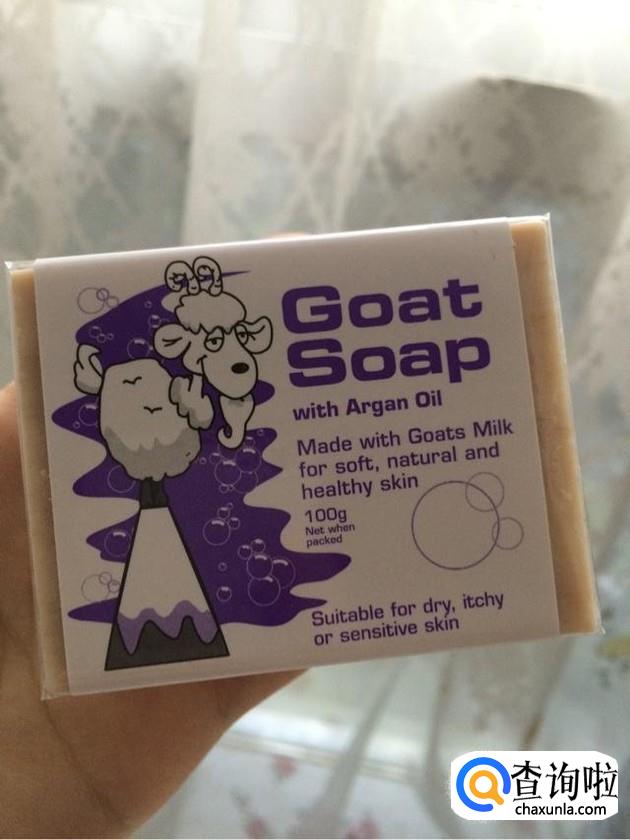 Goat
Soap
with Argan Oil
Made with Goats Milk
for soft, natural and
healthy skin
100g
Net when
packed
Suitable for dry, itchy
or sensitive skin
查询啦
chaxunla.com